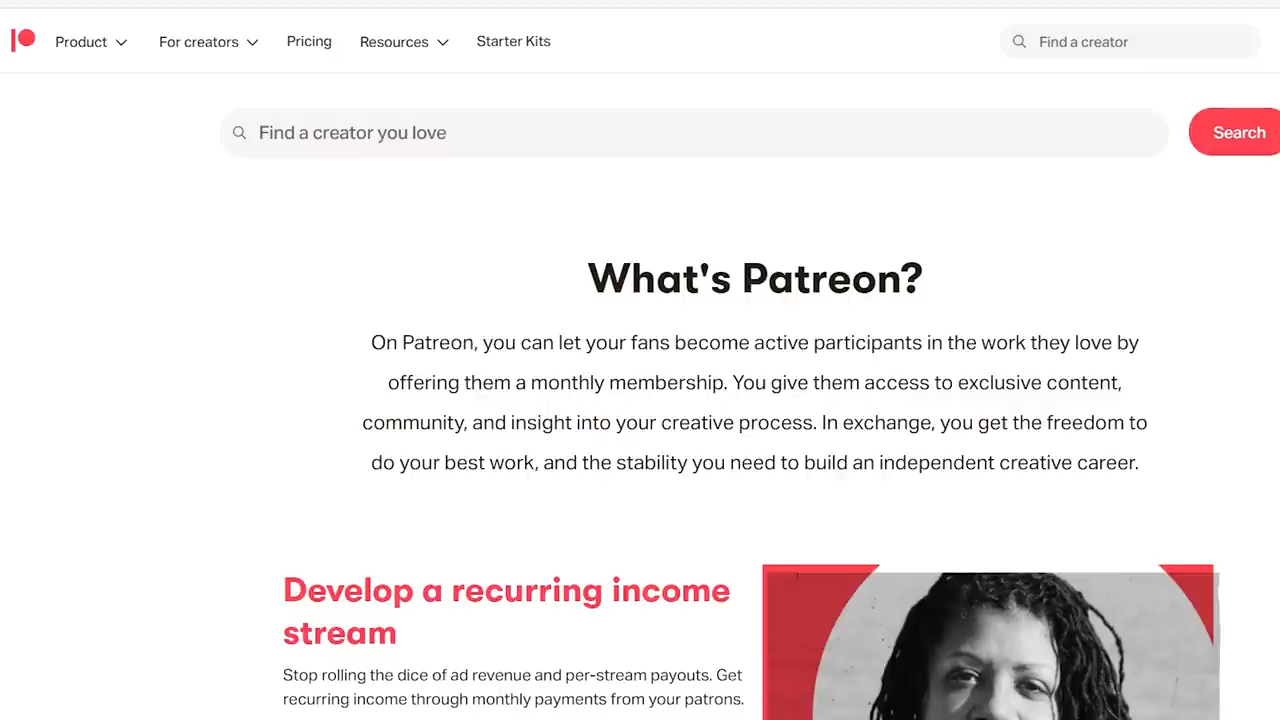 Product
For creators
Pricing
Resources
Starter Kits
Find a creator
Find a creator you love
Search
What's Patreon?
On Patreon, you can let your fans become active participants in the work they love by
offering them a monthly membership. You give them access to exclusive content,
community, and insight into your creative process. In exchange, you get the freedom to
do your best work, and the stability you need to build an independent creative career.
Develop a recurring income
stream
Stop rolling the dice of ad revenue and per-stream payouts. Get
recurring income through monthly payments from your patrons.